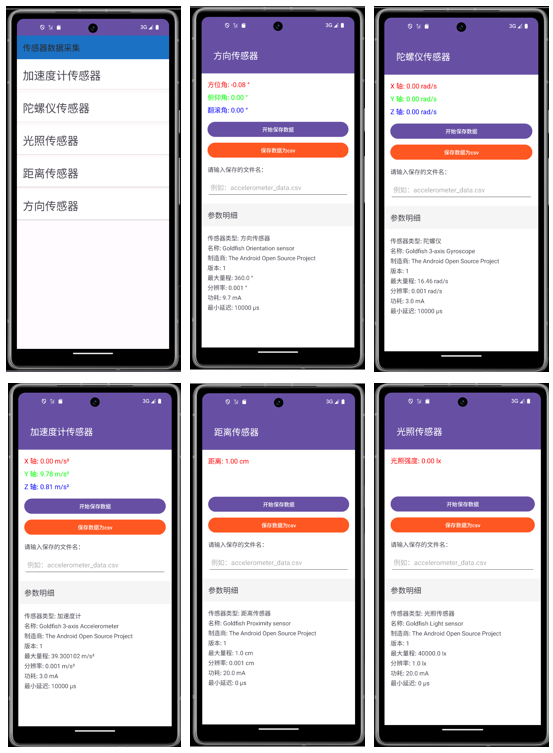 3G
传感器数据采集
加速度计传感器
陀螺仪传感器
光照传感器
距离传感器
方向传感器
3G
方向传感器
方位角: -0.08 °
俯仰角: 0.00 °
翻滚角: 0.00 °
开始保存数据
保存数据为csv
请输入保存的文件名:
例如：accelerometer_data.csv
参数明细
传感器类型: 方向传感器
名称: Goldfish Orientation sensor
制造商: The Android Open Source Project
版本: 1
最大量程: 360.0 °
分辨率: 0.001 °
功耗: 9.7 mA
最小延迟: 10000 μs
3G
陀螺仪传感器
X 轴: 0.00 rad/s
Y 轴: 0.00 rad/s
Z 轴: 0.00 rad/s
开始保存数据
保存数据为csv
请输入保存的文件名:
例如：accelerometer_data.csv
参数明细
传感器类型: 陀螺仪
名称: Goldfish 3-axis Gyroscope
制造商: The Android Open Source Project
版本: 1
最大量程: 16.46 rad/s
分辨率: 0.001 rad/s
功耗: 3.0 mA
最小延迟: 10000 μs
3G
加速度计传感器
X 轴: 0.00 m/s²
Y 轴: 9.78 m/s²
Z 轴: 0.81 m/s²
开始保存数据
保存数据为csv
请输入保存的文件名:
例如：accelerometer_data.csv
参数明细
传感器类型: 加速度计
名称: Goldfish 3-axis Accelerometer
制造商: The Android Open Source Project
版本: 1
最大量程: 39.300102 m/s²
分辨率: 0.001 m/s²
功耗: 3.0 mA
最小延迟: 10000 μs
3G
距离传感器
距离: 1.00 cm
开始保存数据
保存数据为csv
请输入保存的文件名:
例如：accelerometer_data.csv
参数明细
传感器类型: 距离传感器
名称: Goldfish Proximity sensor
制造商: The Android Open Source Project
版本: 1
最大量程: 1.0 cm
分辨率: 0.001 cm
功耗: 20.0 mA
最小延迟: 0 μs
3G
光照传感器
光照强度: 0.00 lx
开始保存数据
保存数据为csv
请输入保存的文件名:
例如：accelerometer_data.csv
参数明细
传感器类型: 光照传感器
名称: Goldfish Light sensor
制造商: The Android Open Source Project
版本: 1
最大量程: 40000.0 lx
分辨率: 1.0 lx
功耗: 20.0 mA
最小延迟: 0 μs